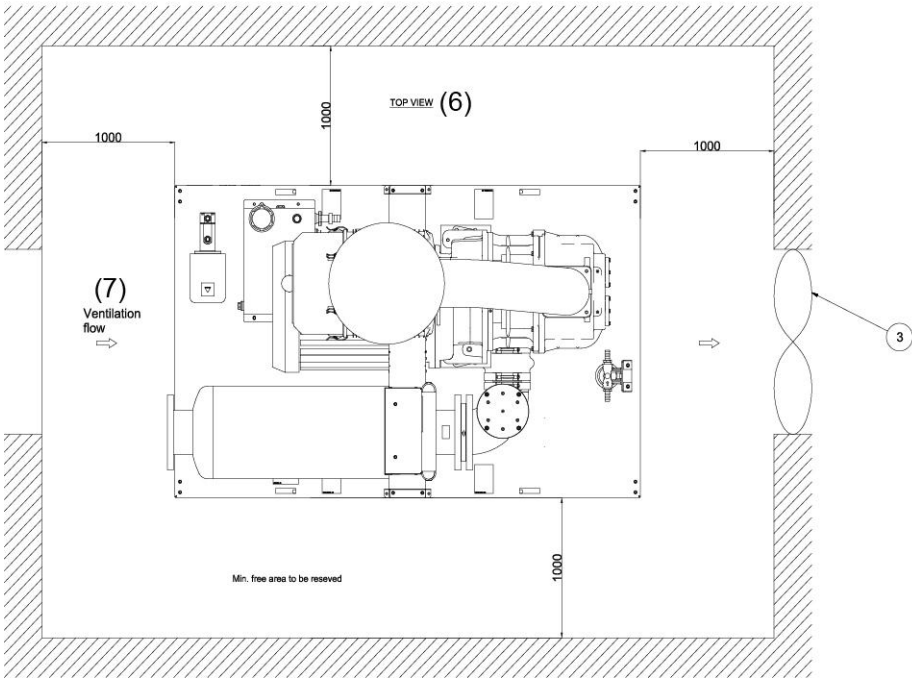 TOP VIEW (6)
1000
1000
1000
(7)
Ventilation
flow
3
1000
Min. free area to be reseved